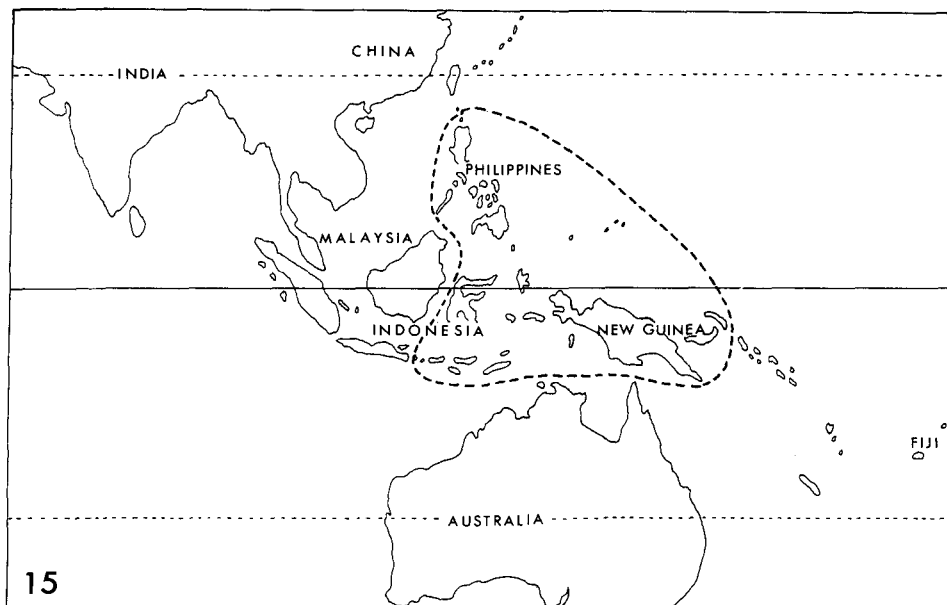 CHINA
INDIA
PHILIPPINES
MALAYSIA
INDONESIA
NEW GUINEA
FIJI
AUSTRALIA
15